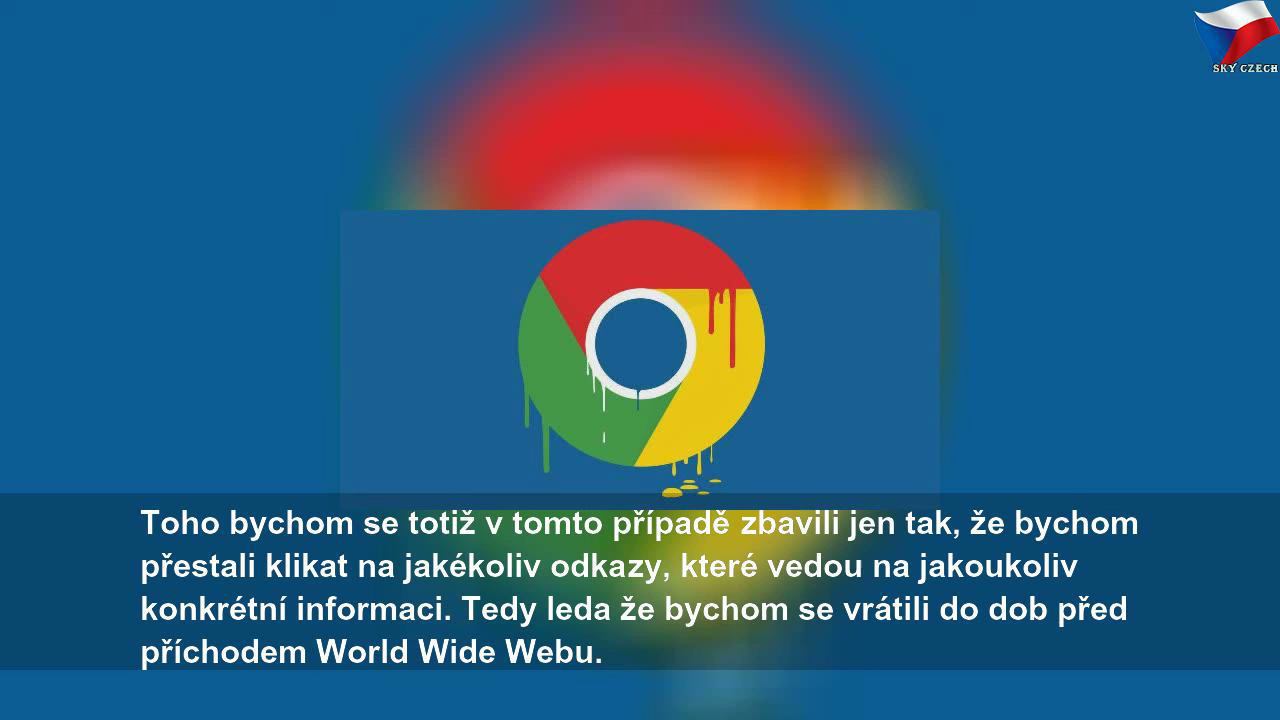 SKY CZECH
Toho bychom se totiž v tomto případě zbavili jen tak, že bychom
přestali klikat na jakékoliv odkazy, které vedou na jakoukoliv
konkrétní informaci. Tedy leda že bychom se vrátili do dob před
příchodem World Wide Webu.